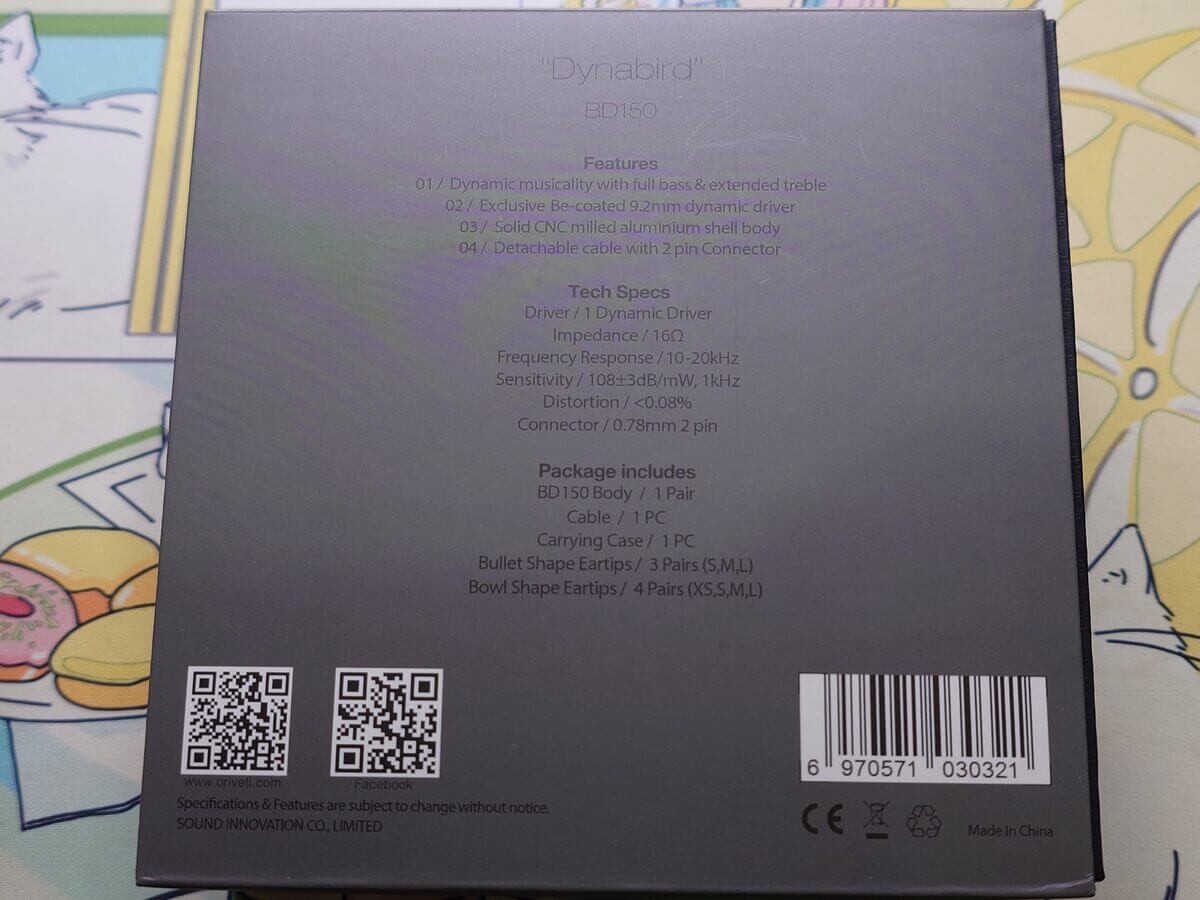 “Dynabird”
BD150
Features
01 / Dynamic musicality with full bass & extended treble
02 / Exclusive Be-coated 9.2mm dynamic driver
03 / Solid CNC milled aluminium shell body
04 / Detachable cable with 2 pin Connector
Tech Specs
Driver / 1 Dynamic Driver
Impedance / 16Ω
Frequency Response / 10-20kHz
Sensitivity / 108±3dB/mW, 1kHz
Distortion / <0.08%
Connector / 0.78mm 2 pin
Package includes
BD150 Body / 1 Pair
Cable / 1 PC
Carrying Case / 1 PC
Bullet Shape Eartips / 3 Pairs (S,M,L)
Bowl Shape Eartips / 4 Pairs (XS,S,M,L)
www.oriveti.com
Facebook
6 970571 030321
Specifications & Features are subject to change without notice.
SOUND INNOVATION CO., LIMITED
CE
Made In China